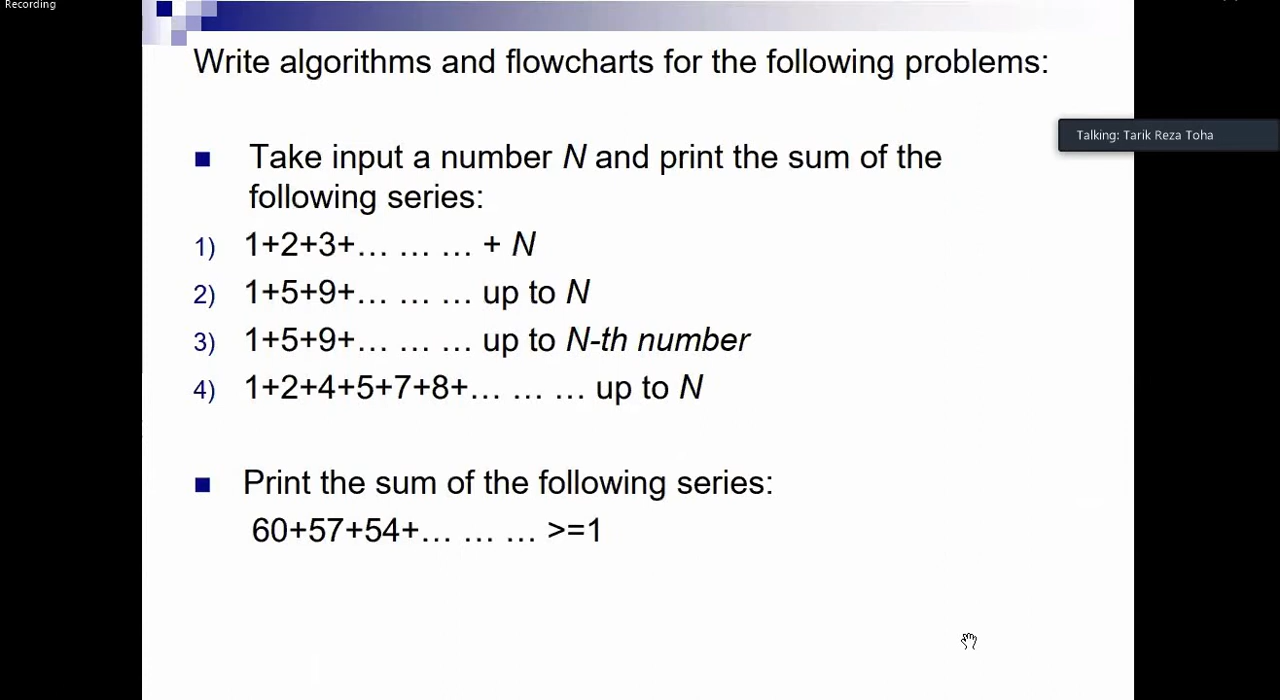 Recording
Write algorithms and flowcharts for the following problems:
Talking: Tarik Reza Toha
■ Take input a number N and print the sum of the
following series:
1) 1+2+3+… … … + N
2) 1+5+9+… … … up to N
3) 1+5+9+… … … up to N-th number
4) 1+2+4+5+7+8+… … … up to N
■ Print the sum of the following series:
60+57+54+… … … >=1